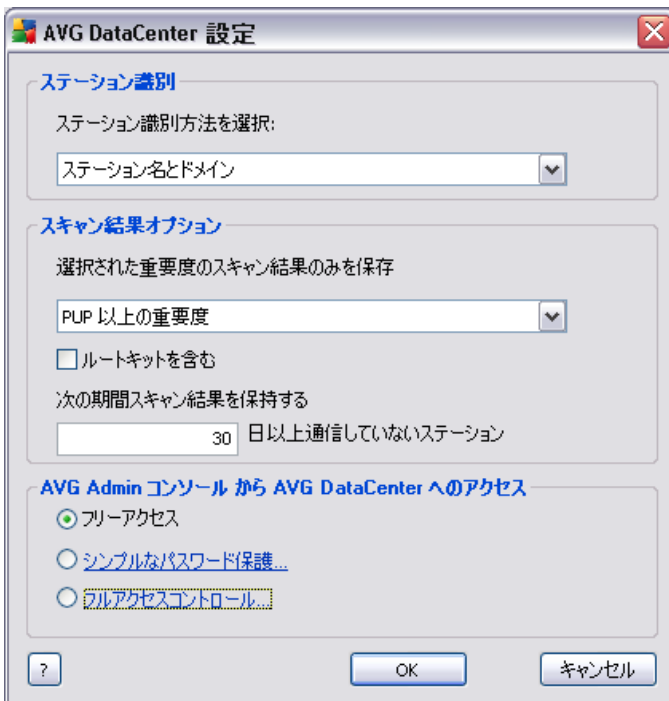 AVG DataCenter 設定
ステーション識別
ステーション識別方法を選択:
ステーション名とドメイン
スキャン結果オプション
選択された重要度のスキャン結果のみを保存
PUP 以上の重要度
ルートキットを含む
次の期間スキャン結果を保持する
30 日以上通信していないステーション
AVG Admin コンソール から AVG DataCenter へのアクセス
フリーアクセス
シンプルなパスワード保護...
フルアクセスコントロール...
? OK キャンセル